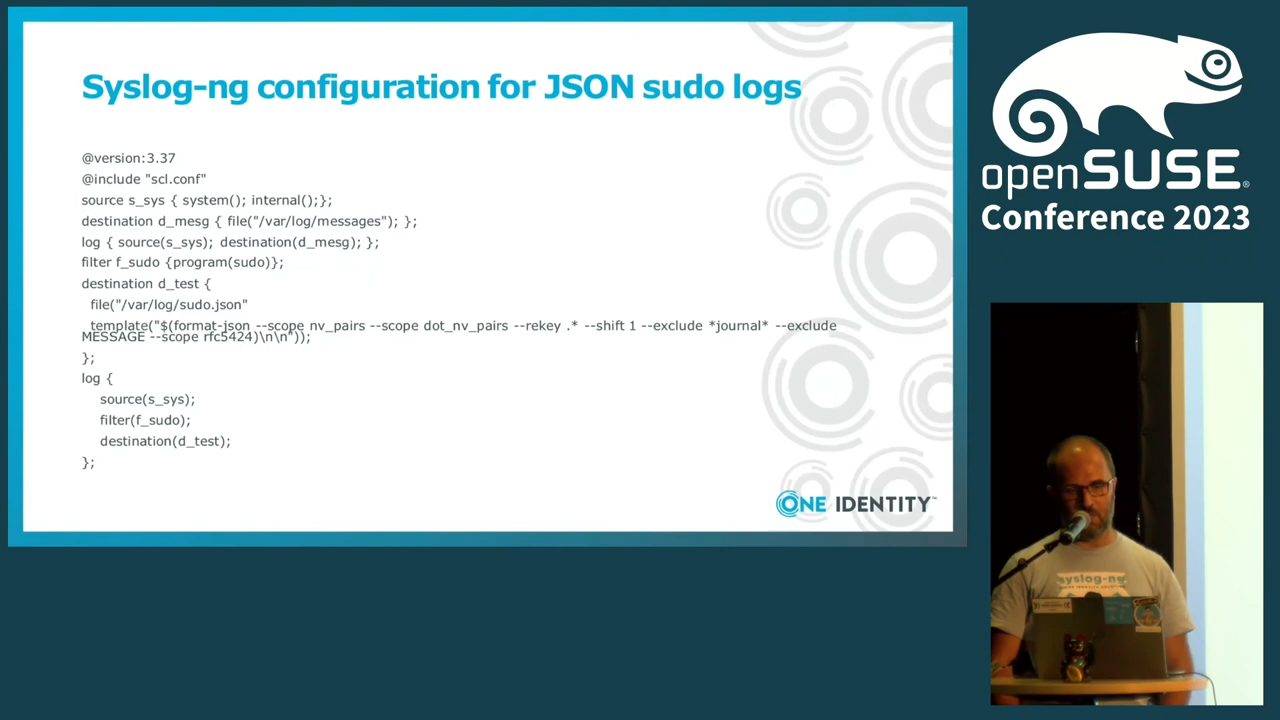 Syslog-ng configuration for JSON sudo logs
@version:3.37
@include "scl.conf"
source s_sys { system(); internal();};
destination d_mesg { file("/var/log/messages"); };
log { source(s_sys); destination(d_mesg); };
filter f_sudo {program(sudo)};
destination d_test {
file("/var/log/sudo.json"
template("$(format-json --scope nv_pairs --scope dot_nv_pairs --rekey .* --shift 1 --exclude *journal* --exclude
MESSAGE --scope rfc5424)\n\n"));
};
log {
source(s_sys);
filter(f_sudo);
destination(d_test);
};
ONE IDENTITY™
openSUSE®
Conference 2023
syslog-ng